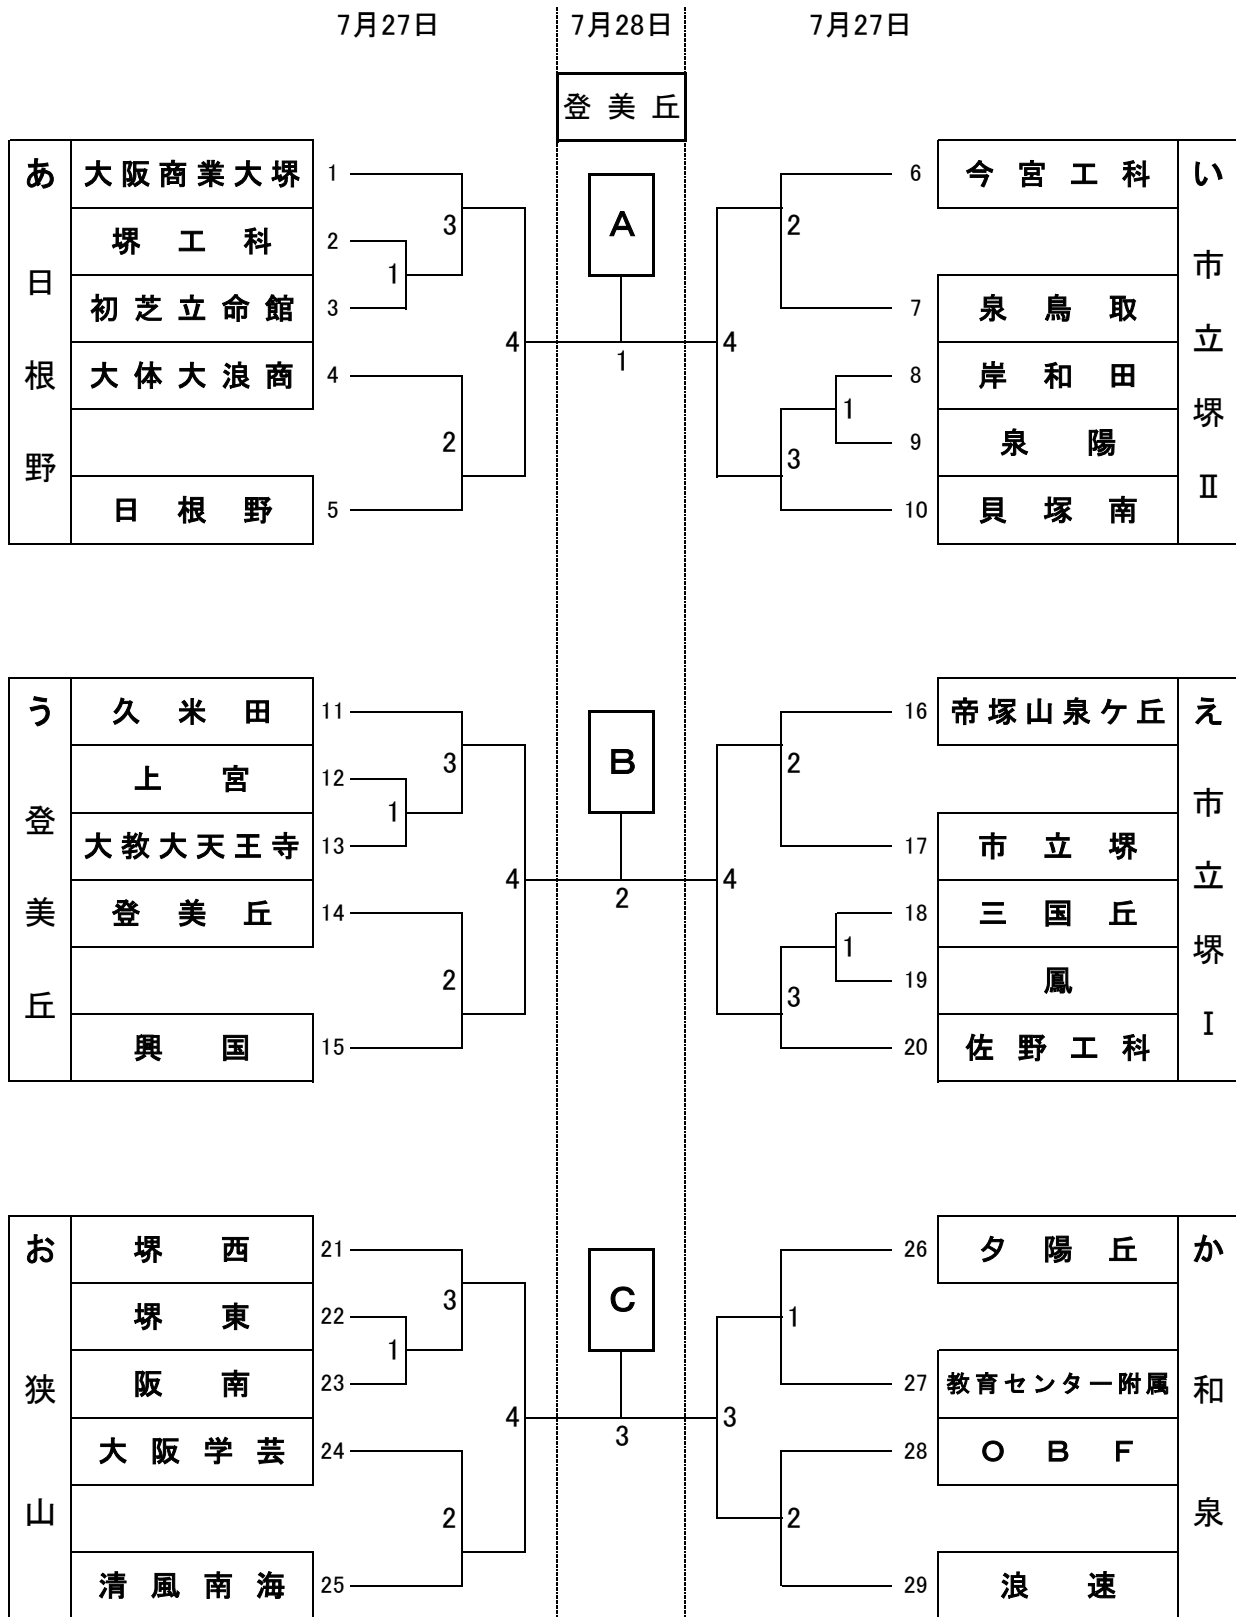 7月27日 7月28日 7月27日
登美丘
あ 日根野
大阪商業大堺 1
堺工科 2
初芝立命館 3
大体大浪商 4
日根野 5
3
1
2
4
A
1
4
2
1
3
6 今宮工科
7 泉鳥取
8 岸和田
9 泉陽
10 貝塚南
い 市立堺Ⅱ
う 登美丘
久米田 11
上宮 12
大教大天王寺 13
登美丘 14
興国 15
3
1
2
4
B
2
4
2
1
3
16 帝塚山泉ケ丘
17 市立堺
18 三国丘
19 鳳
20 佐野工科
え 市立堺Ⅰ
お 狭山
堺西 21
堺東 22
阪南 23
大阪学芸 24
清風南海 25
3
1
2
4
C
3
3
1
2
26 夕陽丘
27 教育センター附属
28 OBF
29 浪速
か 和泉